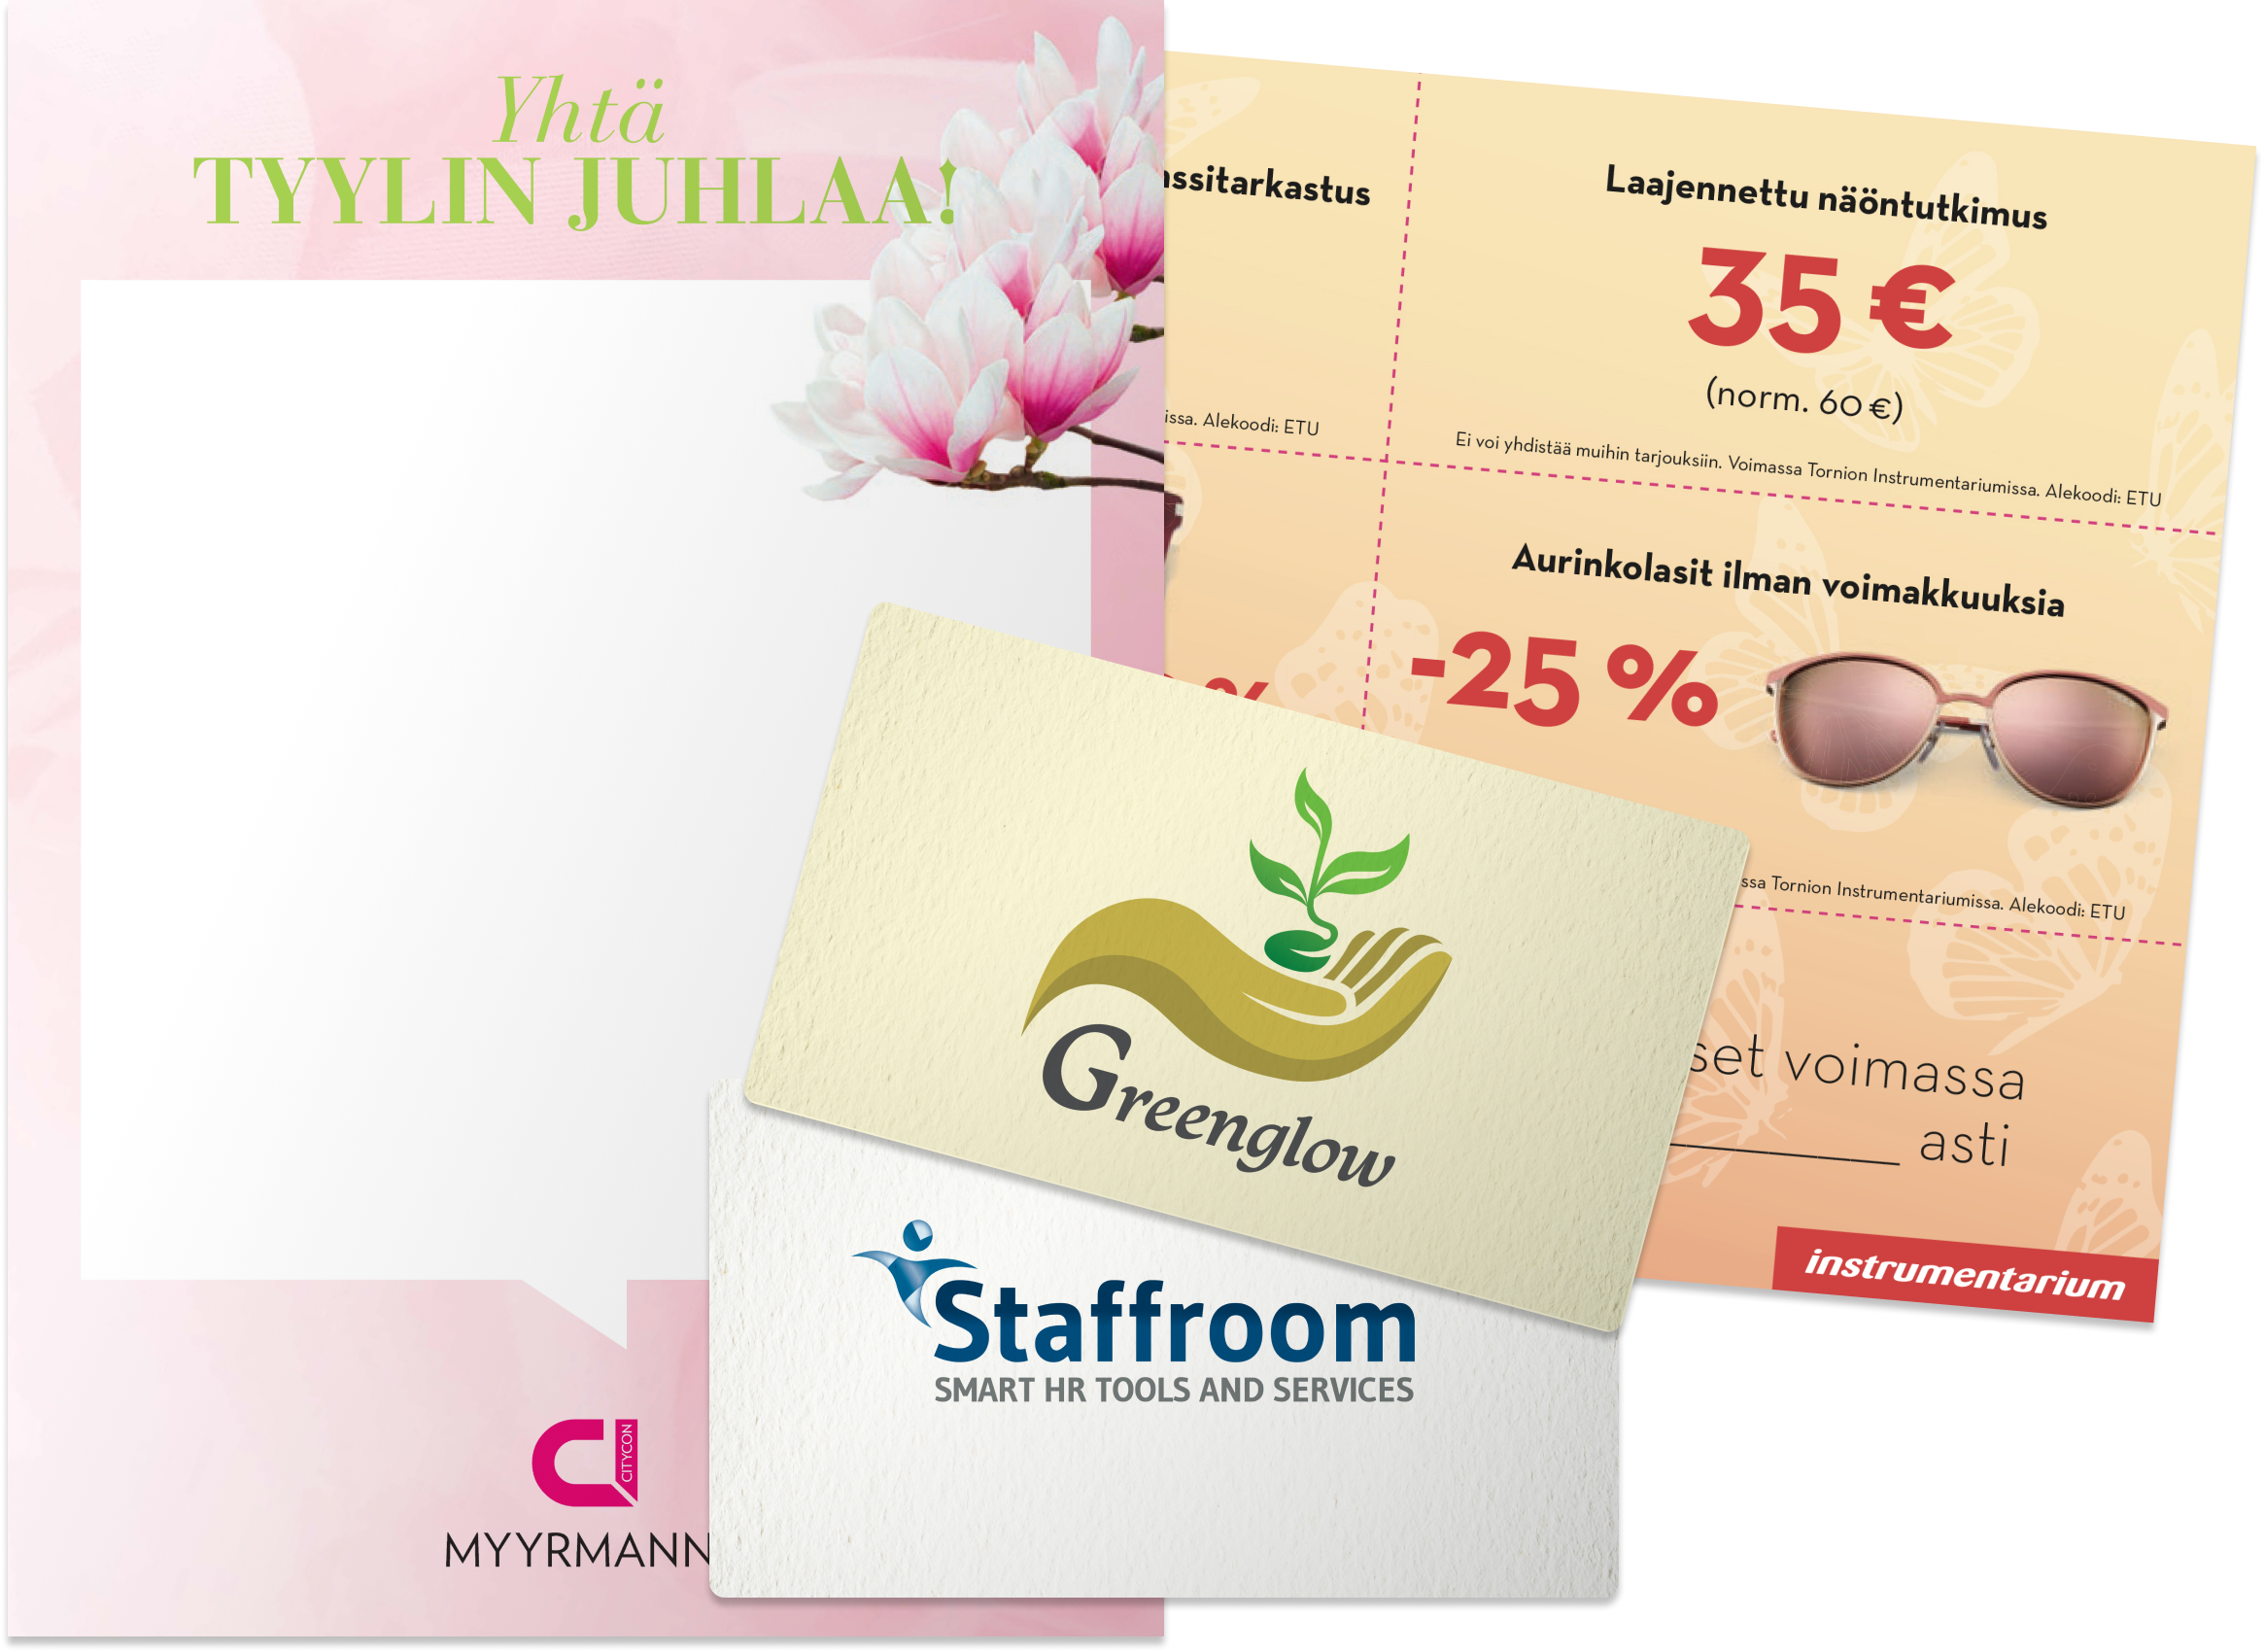 Yhtä
TYYLIN JUHLAA!
CITYCON
MYYRMANN
ssitarkastus
issa. Alekoodi: ETU
%
Laajennettu näöntutkimus
35 €
(norm. 60 €)
Ei voi yhdistää muihin tarjouksiin. Voimassa Tornion Instrumentariumissa. Alekoodi: ETU
Aurinkolasit ilman voimakkuuksia
-25 %
ssa Tornion Instrumentariumissa. Alekoodi: ETU
set voimassa
asti
instrumentarium
Greenglow
Staffroom
SMART HR TOOLS AND SERVICES